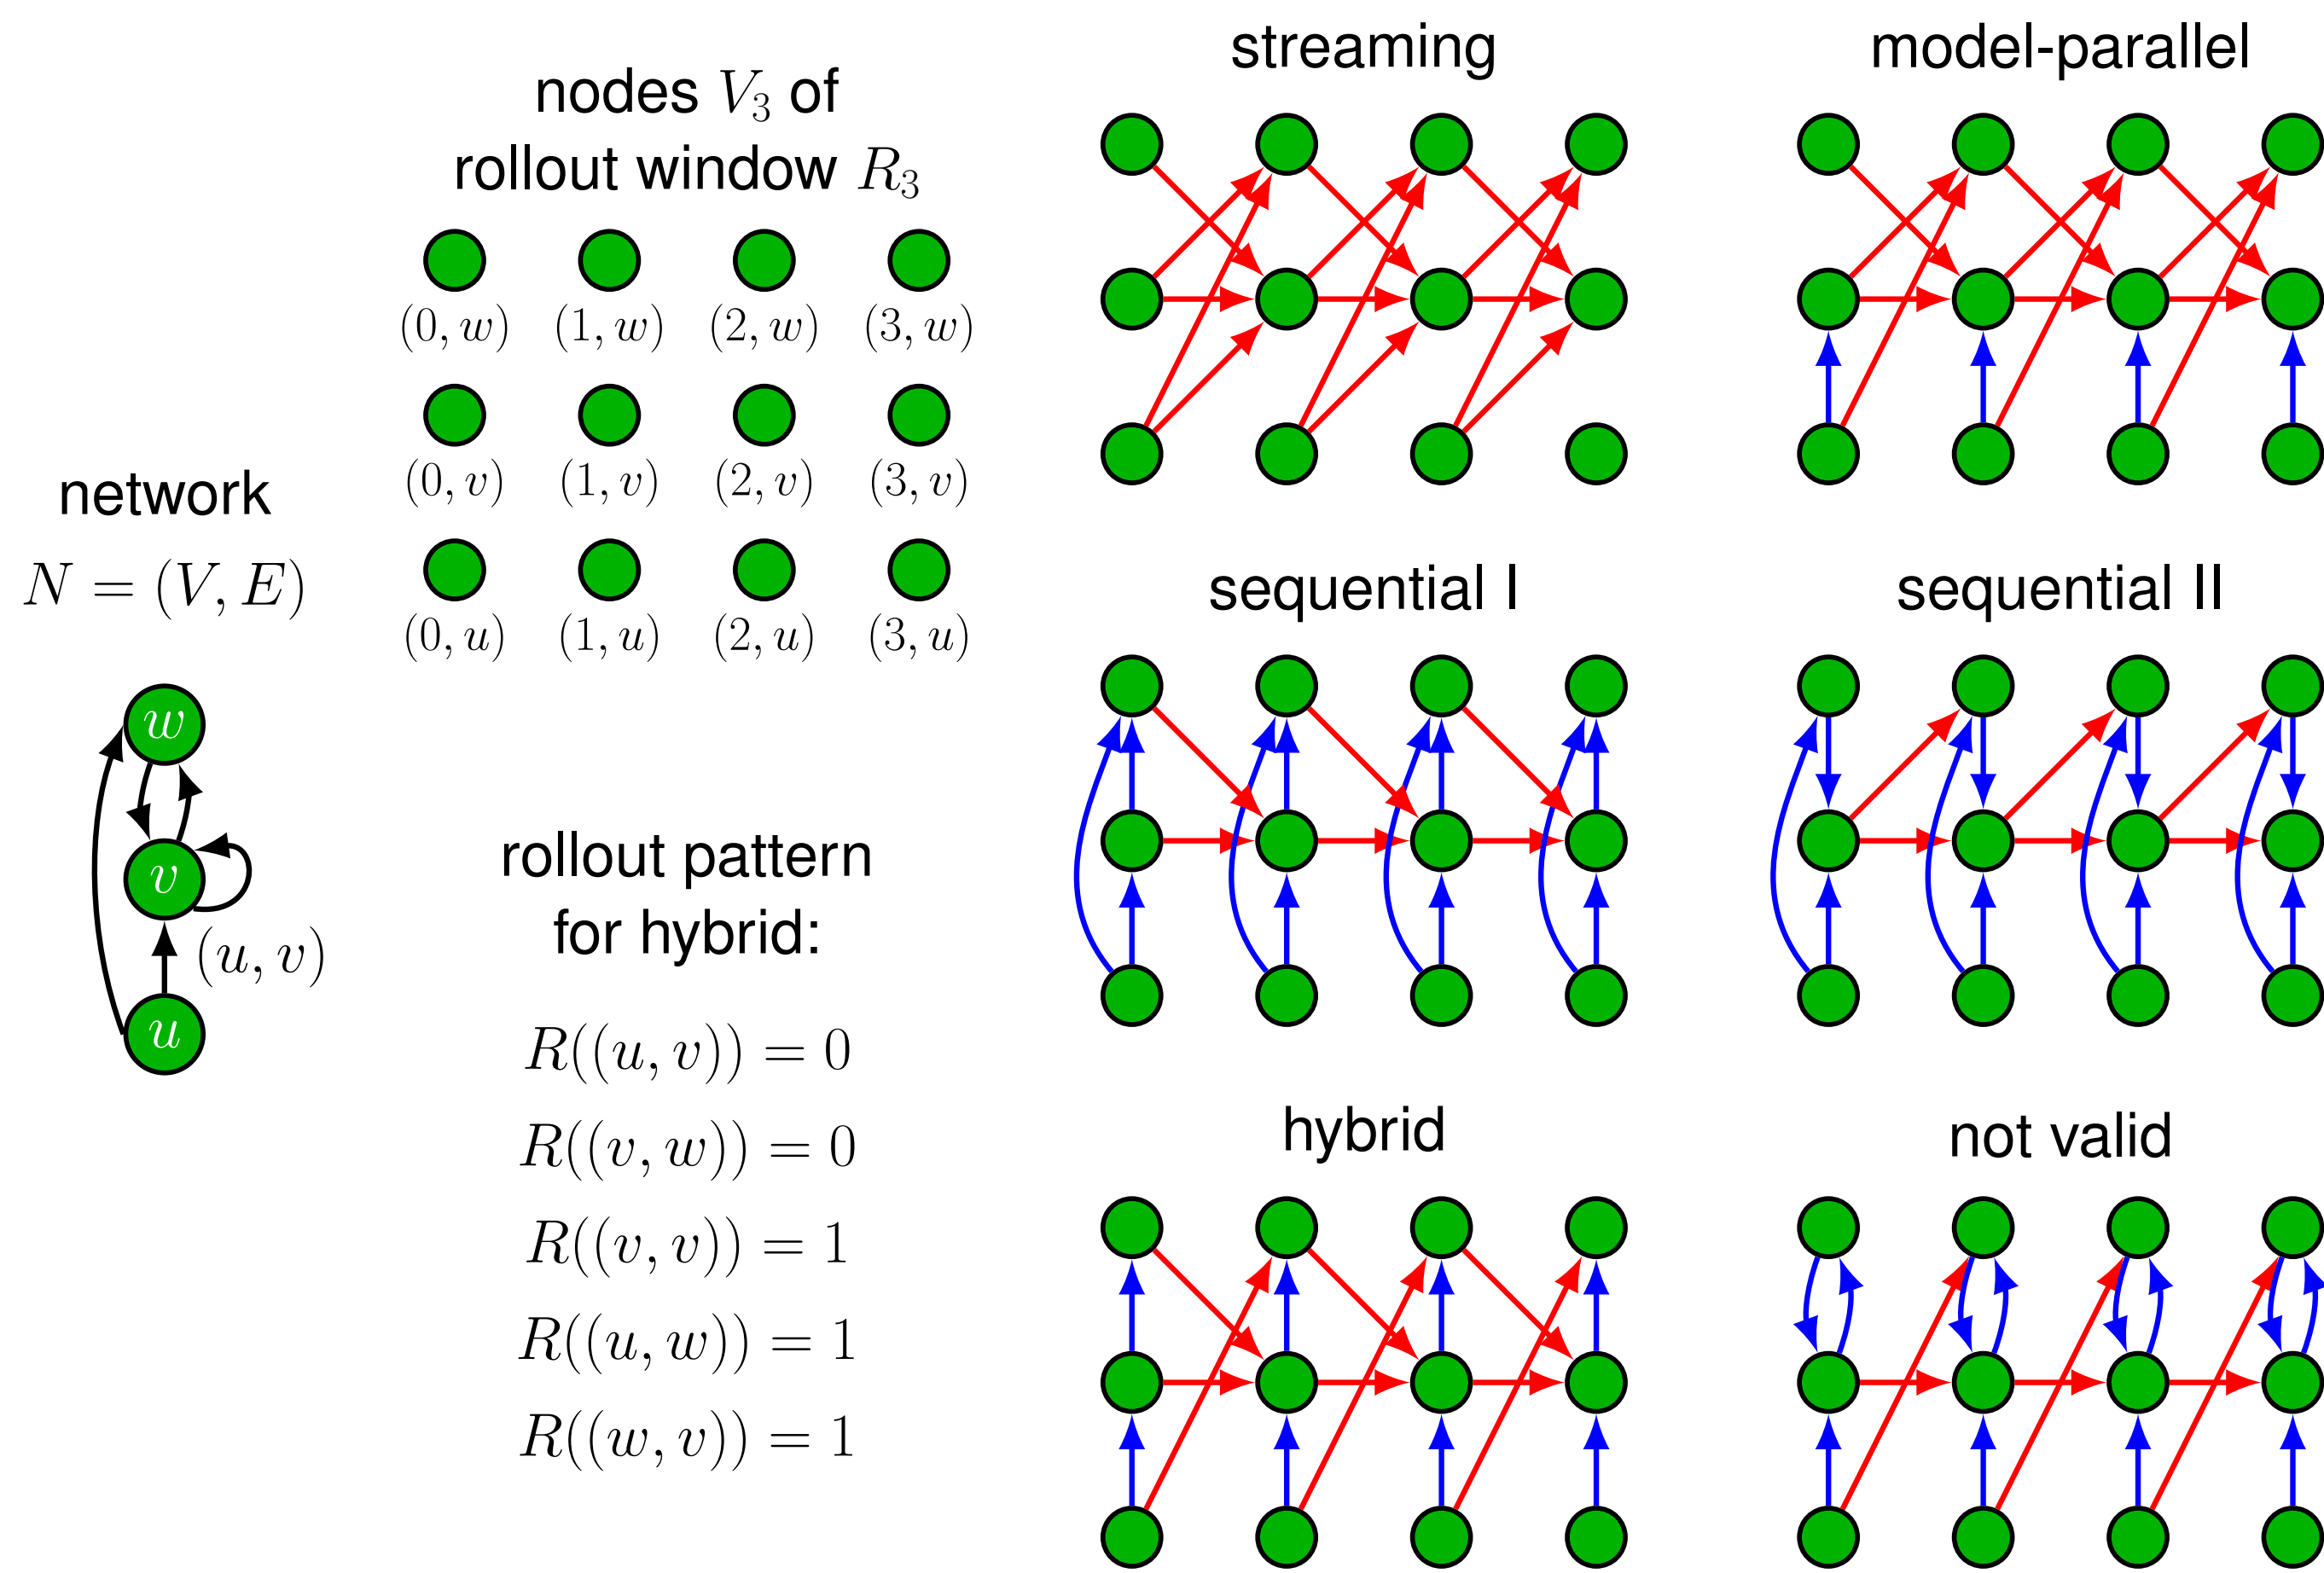 network
N = (V, E)
w
v
(u, v)
u
nodes V₃ of
rollout window R₃
(0, w) (1, w) (2, w) (3, w)
(0, v) (1, v) (2, v) (3, v)
(0, u) (1, u) (2, u) (3, u)
rollout pattern
for hybrid:
R((u, v)) = 0
R((v, w)) = 0
R((v, v)) = 1
R((u, w)) = 1
R((w, v)) = 1
streaming
model-parallel
sequential I
sequential II
hybrid
not valid